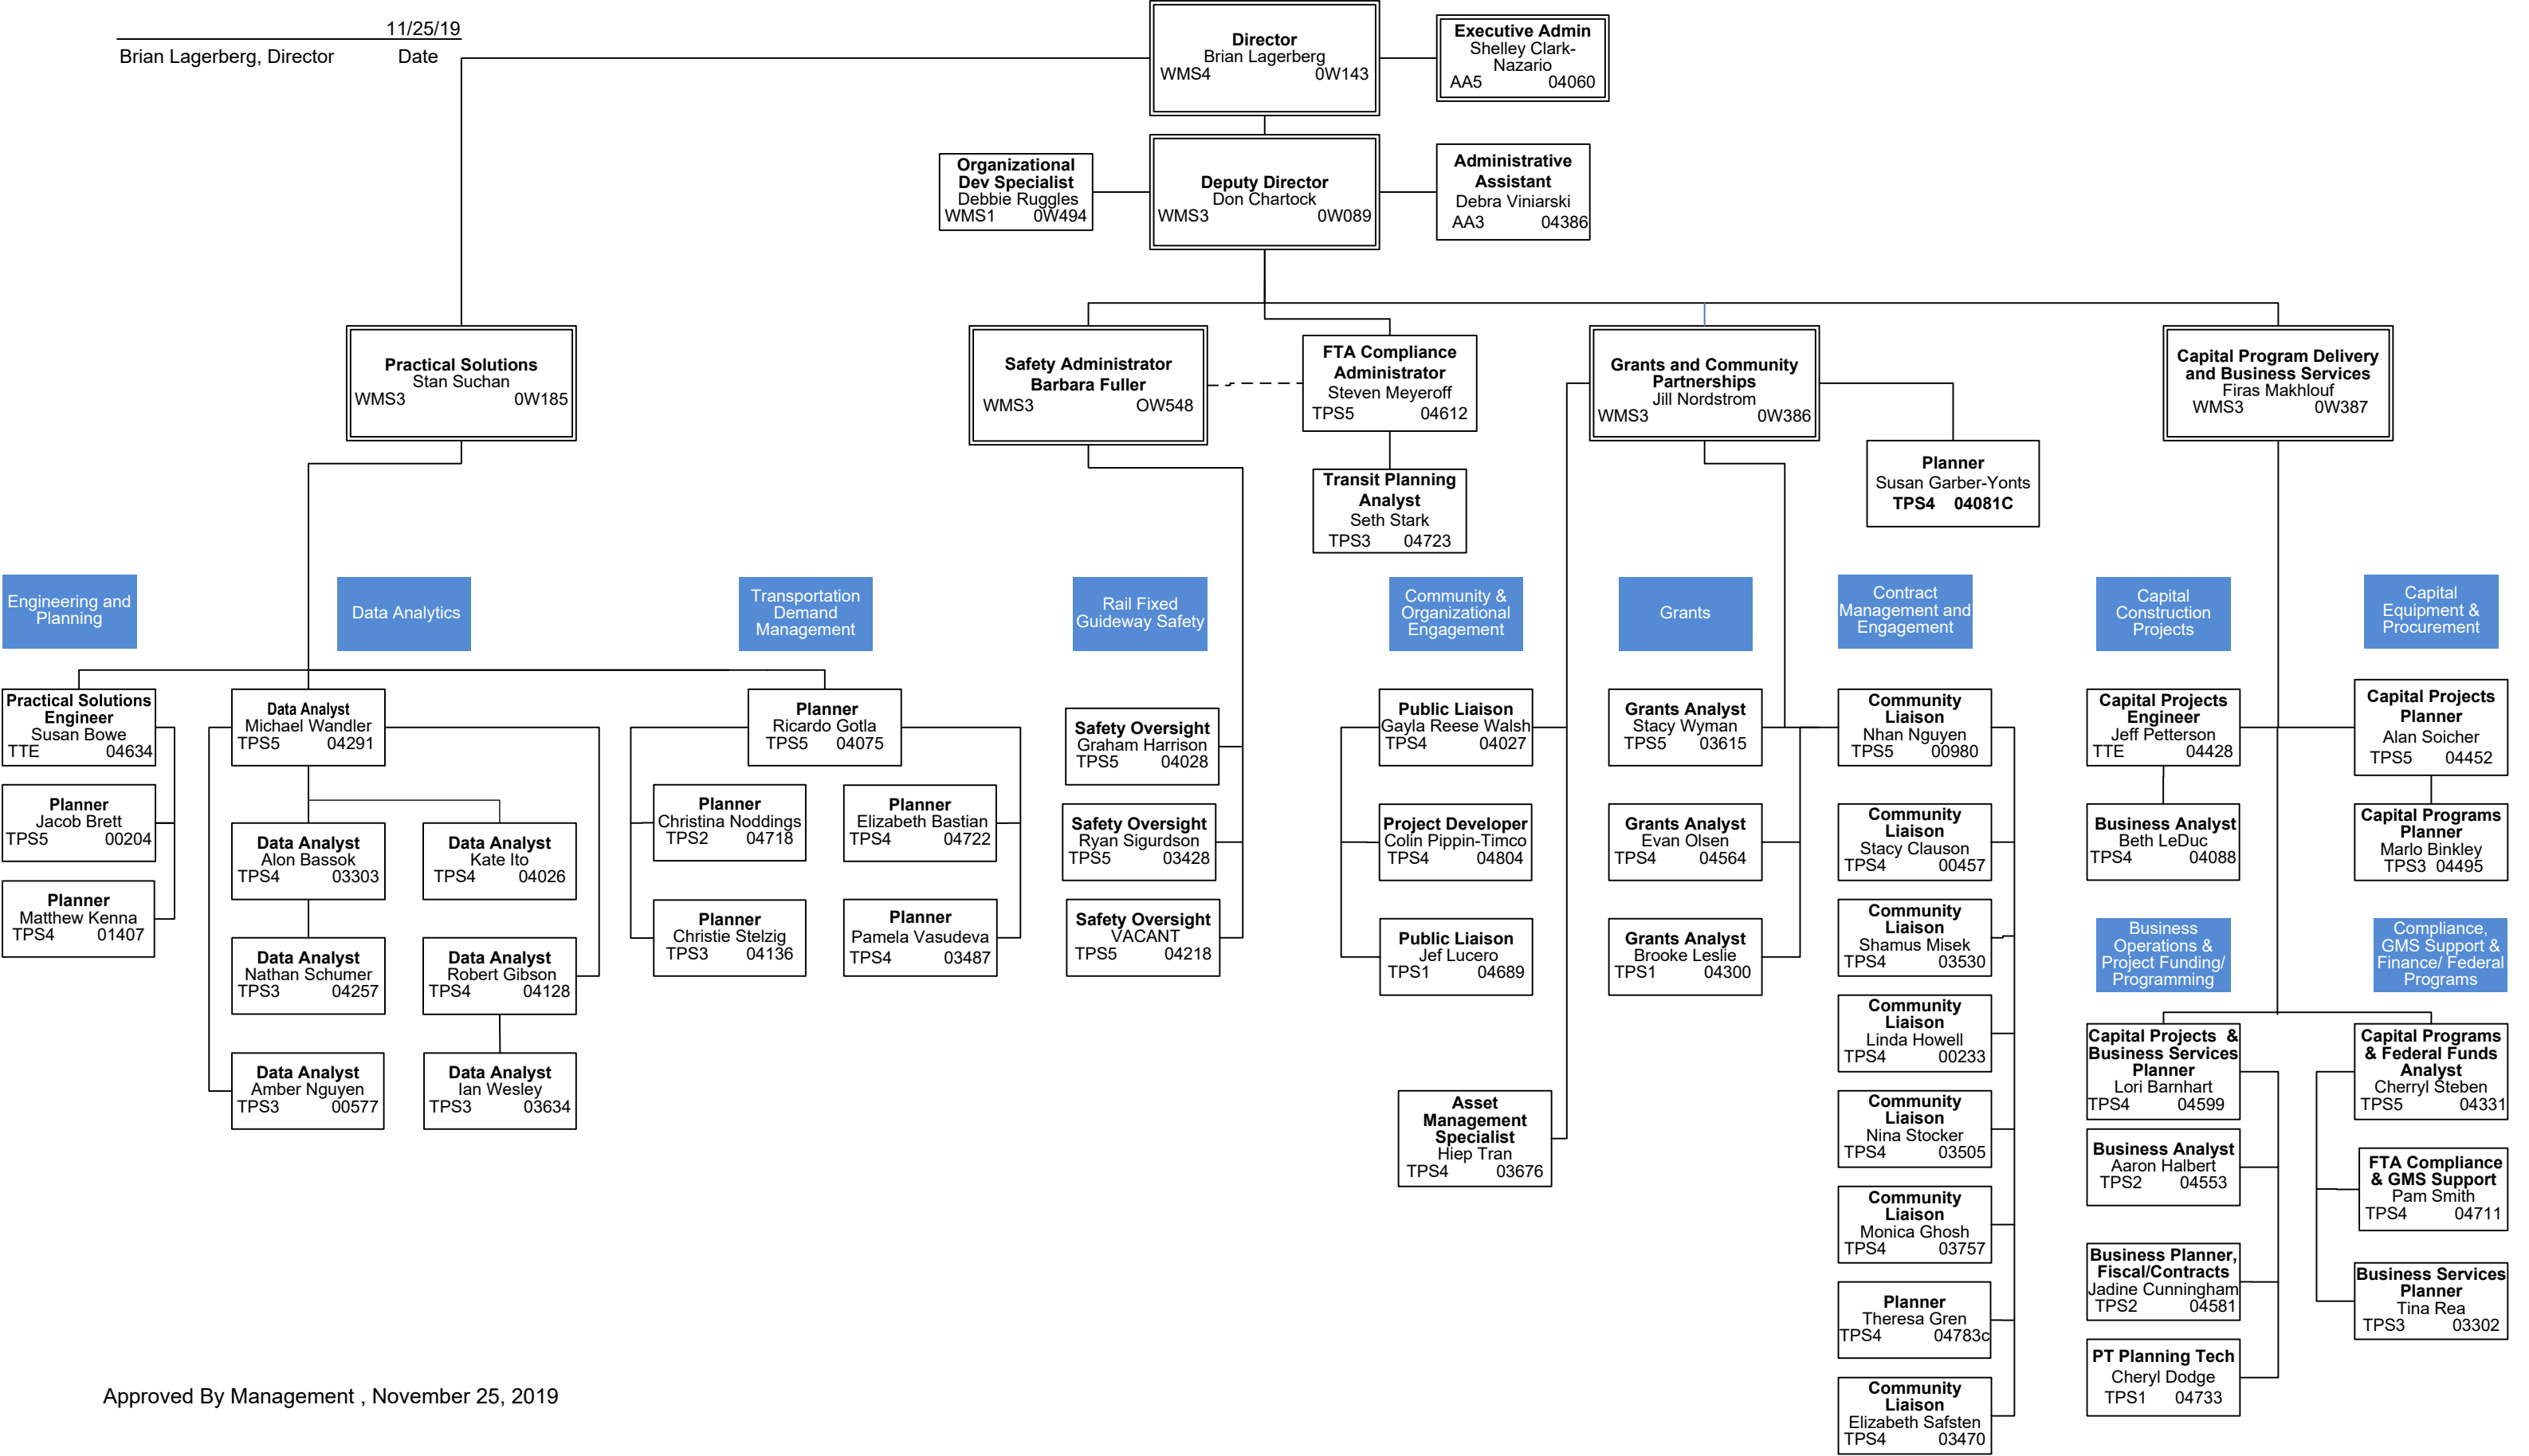 11/25/19
Brian Lagerberg, Director Date
Director
Brian Lagerberg
WMS4 0W143
Executive Admin
Shelley Clark-
Nazario
AA5 04060
Organizational
Dev Specialist
Debbie Ruggles
WMS1 0W494
Deputy Director
Don Chartock
WMS3 0W089
Administrative
Assistant
Debra Viniarski
AA3 04386
Practical Solutions
Stan Suchan
WMS3 0W185
Safety Administrator
Barbara Fuller
WMS3 OW548
FTA Compliance
Administrator
Steven Meyeroff
TPS5 04612
Grants and Community
Partnerships
Jill Nordstrom
WMS3 0W386
Capital Program Delivery
and Business Services
Firas Makhlouf
WMS3 0W387
Planner
Susan Garber-Yonts
TPS4 04081C
Transit Planning
Analyst
Seth Stark
TPS3 04723
Engineering and
Planning
Data Analytics
Transportation
Demand
Management
Rail Fixed
Guideway Safety
Community &
Organizational
Engagement
Grants
Contract
Management and
Engagement
Capital
Construction
Projects
Capital
Equipment &
Procurement
Practical Solutions
Engineer
Susan Bowe
TTE 04634
Planner
Jacob Brett
TPS5 00204
Planner
Matthew Kenna
TPS4 01407
Data Analyst
Michael Wandler
TPS5 04291
Data Analyst
Alon Bassok
TPS4 03303
Data Analyst
Kate Ito
TPS4 04026
Data Analyst
Nathan Schumer
TPS3 04257
Data Analyst
Robert Gibson
TPS4 04128
Data Analyst
Amber Nguyen
TPS3 00577
Data Analyst
Ian Wesley
TPS3 03634
Planner
Ricardo Gotla
TPS5 04075
Planner
Christina Noddings
TPS2 04718
Planner
Elizabeth Bastian
TPS4 04722
Planner
Christie Stelzig
TPS3 04136
Planner
Pamela Vasudeva
TPS4 03487
Safety Oversight
Graham Harrison
TPS5 04028
Safety Oversight
Ryan Sigurdson
TPS5 03428
Safety Oversight
VACANT
TPS5 04218
Public Liaison
Gayla Reese Walsh
TPS4 04027
Project Developer
Colin Pippin-Timco
TPS4 04804
Public Liaison
Jef Lucero
TPS1 04689
Asset
Management
Specialist
Hiep Tran
TPS4 03676
Grants Analyst
Stacy Wyman
TPS5 03615
Grants Analyst
Evan Olsen
TPS4 04564
Grants Analyst
Brooke Leslie
TPS1 04300
Community
Liaison
Nhan Nguyen
TPS5 00980
Community
Liaison
Stacy Clauson
TPS4 00457
Community
Liaison
Shamus Misek
TPS4 03530
Community
Liaison
Linda Howell
TPS4 00233
Community
Liaison
Nina Stocker
TPS4 03505
Community
Liaison
Monica Ghosh
TPS4 03757
Planner
Theresa Gren
TPS4 04783c
Community
Liaison
Elizabeth Safsten
TPS4 03470
Capital Projects
Engineer
Jeff Petterson
TTE 04428
Business Analyst
Beth LeDuc
TPS4 04088
Capital Projects
Planner
Alan Soicher
TPS5 04452
Capital Programs
Planner
Marlo Binkley
TPS3 04495
Business
Operations &
Project Funding/
Programming
Compliance,
GMS Support &
Finance/ Federal
Programs
Capital Projects &
Business Services
Planner
Lori Barnhart
TPS4 04599
Business Analyst
Aaron Halbert
TPS2 04553
Business Planner,
Fiscal/Contracts
Jadine Cunningham
TPS2 04581
PT Planning Tech
Cheryl Dodge
TPS1 04733
Capital Programs
& Federal Funds
Analyst
Cherryl Steben
TPS5 04331
FTA Compliance
& GMS Support
Pam Smith
TPS4 04711
Business Services
Planner
Tina Rea
TPS3 03302
Approved By Management , November 25, 2019